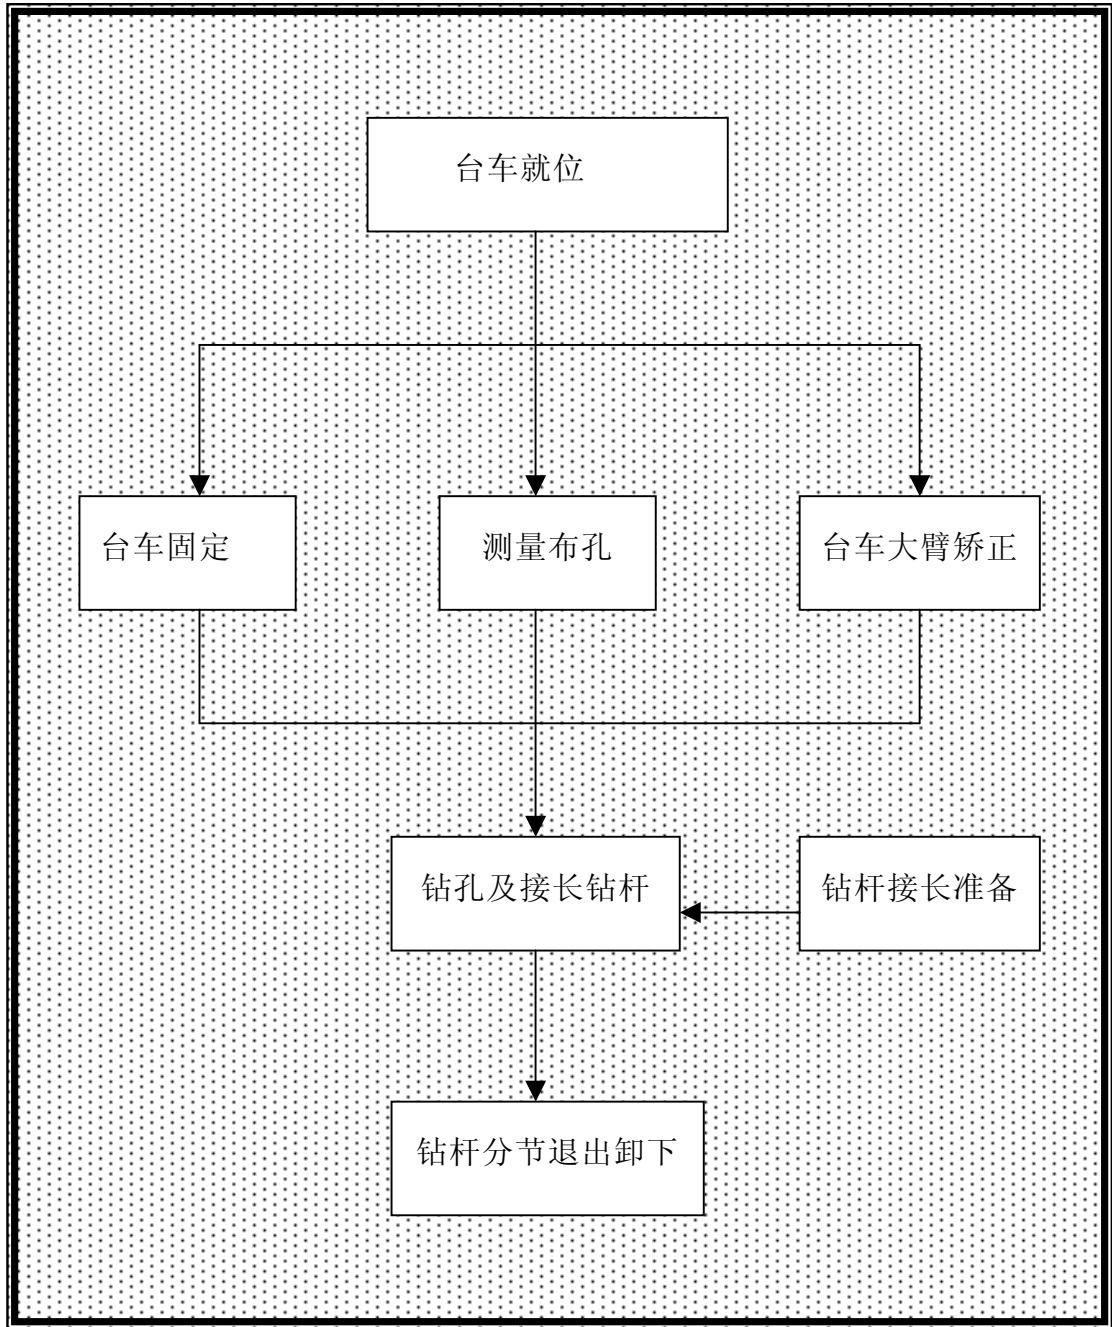 台车就位
台车固定
测量布孔
台车大臂矫正
钻孔及接长钻杆
钻杆接长准备
钻杆分节退出卸下